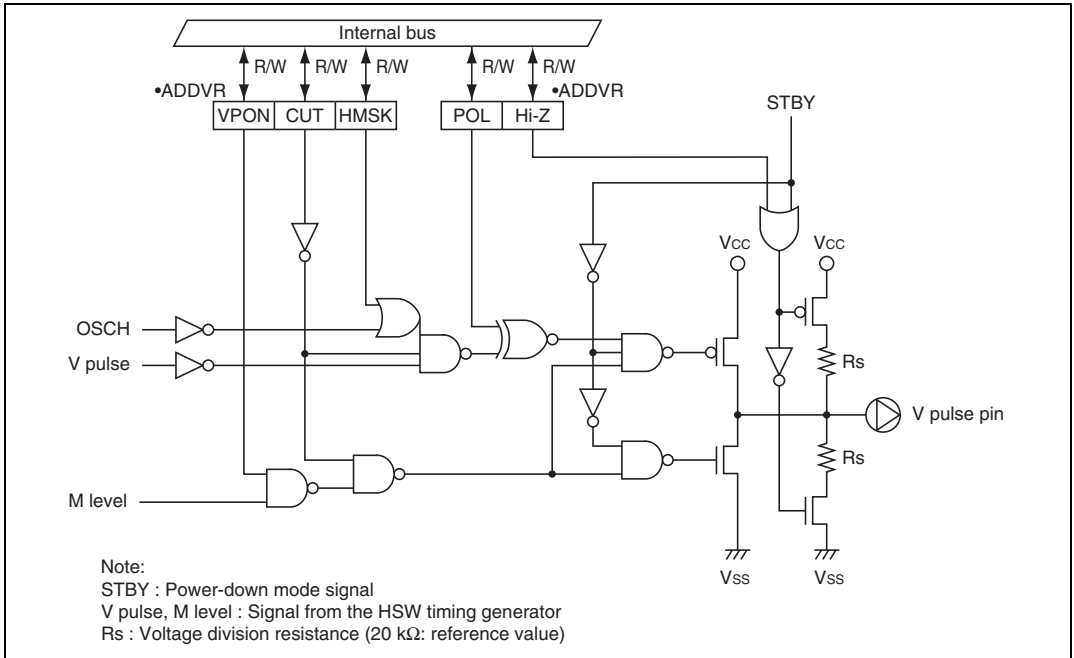 Internal bus
R/W R/W R/W R/W R/W
•ADDVR •ADDVR
VPON CUT HMSK POL Hi-Z
STBY
VCC VCC
OSCH
Rs
V pulse
V pulse pin
Rs
M level
VSS VSS
Note:
STBY : Power-down mode signal
V pulse, M level : Signal from the HSW timing generator
Rs : Voltage division resistance (20 kΩ: reference value)